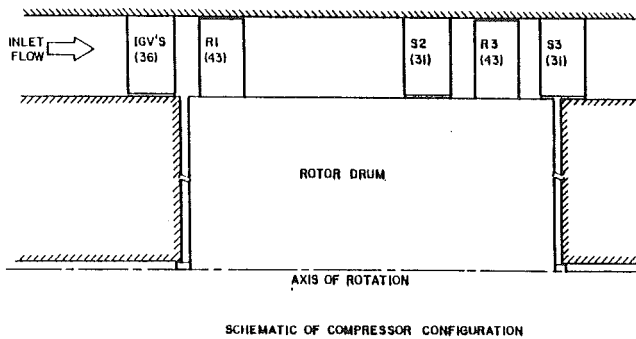 INLET
FLOW
IGV'S
(36)
R1
(43)
S2
(31)
R3
(43)
S3
(31)
ROTOR DRUM
AXIS OF ROTATION
SCHEMATIC OF COMPRESSOR CONFIGURATION